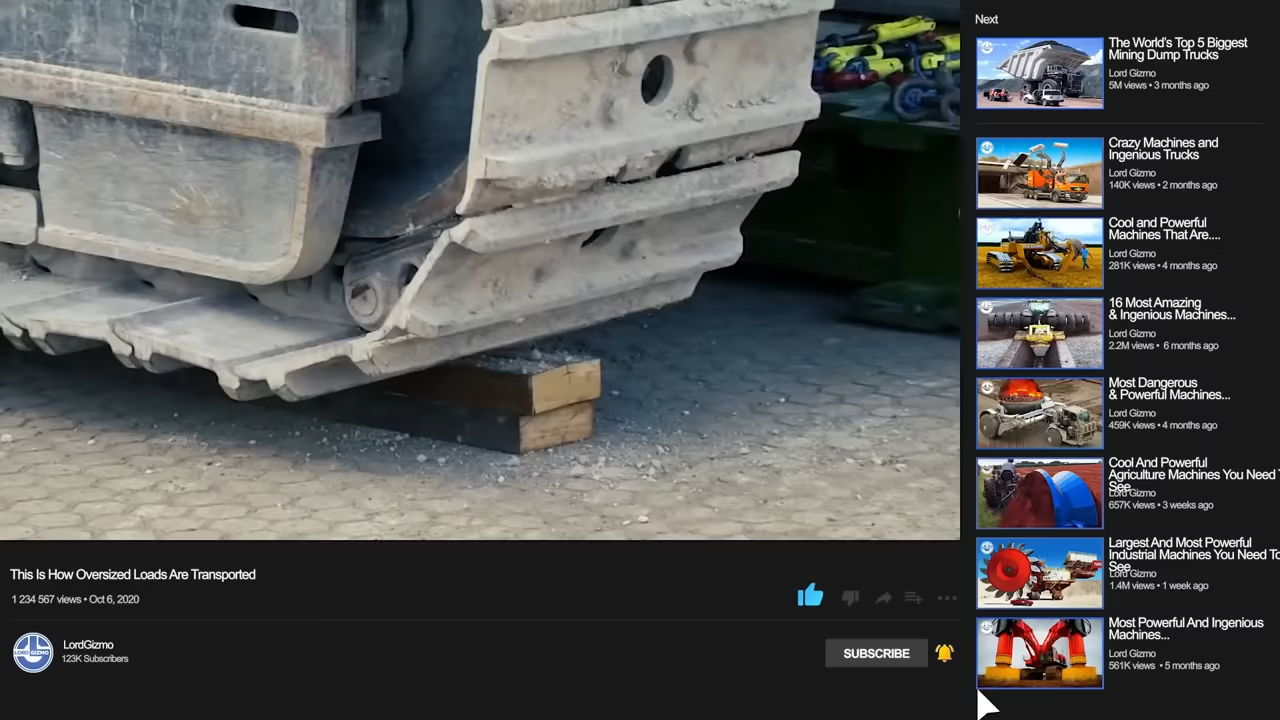 Next
The World's Top 5 Biggest
Mining Dump Trucks
Lord Gizmo
5M views • 3 months ago
Crazy Machines and
Ingenious Trucks
Lord Gizmo
140K views • 2 months ago
Cool and Powerful
Machines That Are....
Lord Gizmo
281K views • 4 months ago
16 Most Amazing
& Ingenious Machines...
Lord Gizmo
2.2M views • 6 months ago
Most Dangerous
& Powerful Machines...
Lord Gizmo
459K views • 4 months ago
Cool And Powerful
Agriculture Machines You Need
See
Lord Gizmo
657K views • 3 weeks ago
Largest And Most Powerful
Industrial Machines You Need To
See
Lord Gizmo
1.4M views • 1 week ago
Most Powerful And Ingenious
Machines...
Lord Gizmo
561K views • 5 months ago
This Is How Oversized Loads Are Transported
1 234 567 views • Oct 6, 2020
LORD GIZMO
LordGizmo
123K Subscribers
SUBSCRIBE